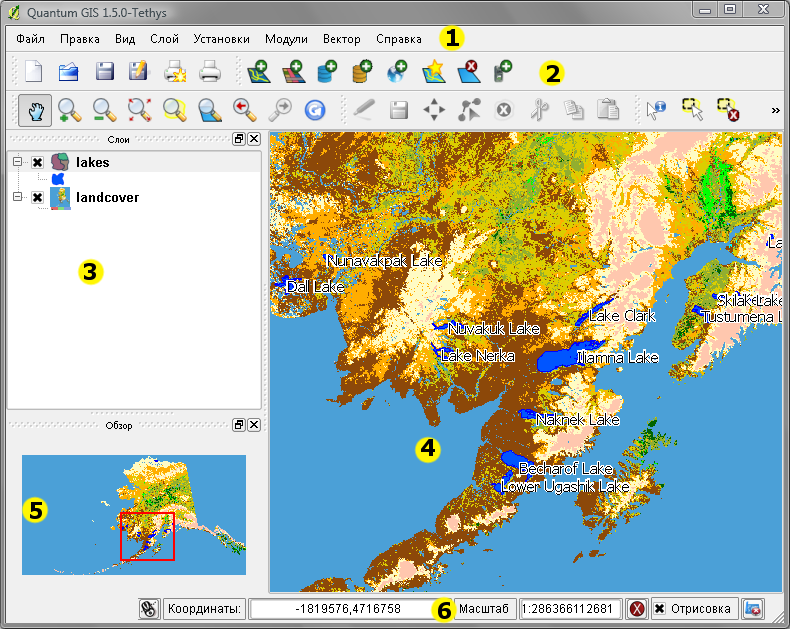 Quantum GIS 1.5.0-Tethys
Файл Правка Вид Слой Установки Модули Вектор Справка 1
2
»
Слои
lakes
landcover
3
Nunavakpak Lake
Dal Lake
Nuvakuk Lake
Lake Nerka
Lake Clark
Iliamna Lake
La
Skilak Lake
Tustumena L
Naknek Lake
Becharof Lake
Lower Ugashik Lake
4
Обзор
5
Координаты: -1819576,4716758 6 Масштаб 1:286366112681 Отрисовка